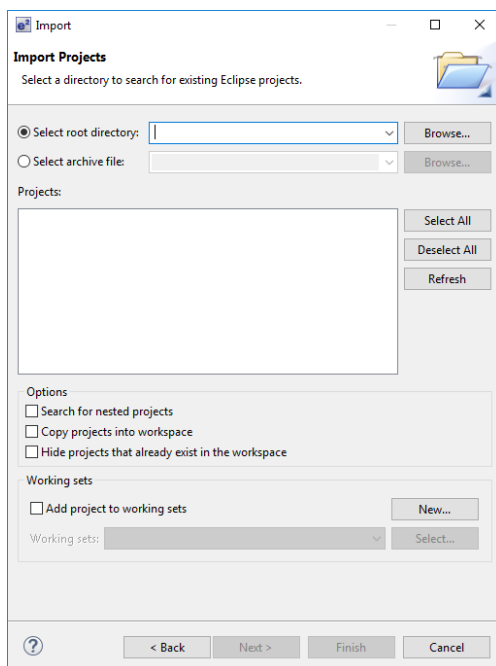 e² Import
Import Projects
Select a directory to search for existing Eclipse projects.
Select root directory:
Browse...
Select archive file:
Browse...
Projects:
Select All
Deselect All
Refresh
Options
Search for nested projects
Copy projects into workspace
Hide projects that already exist in the workspace
Working sets
Add project to working sets
New...
Working sets:
Select...
?
< Back
Next >
Finish
Cancel